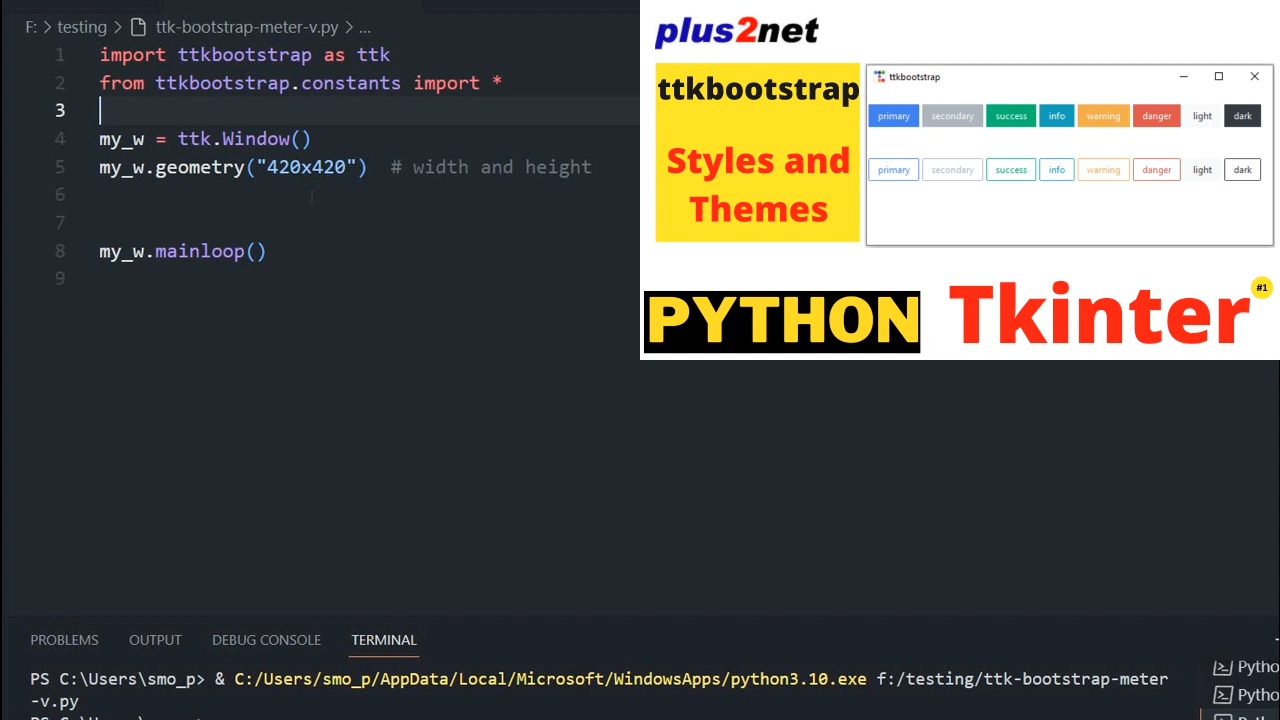 F: > testing > ttk-bootstrap-meter-v.py > ...
1 import ttkbootstrap as ttk
2 from ttkbootstrap.constants import *
3
4 my_w = ttk.Window()
5 my_w.geometry("420x420")  # width and height
6
7
8 my_w.mainloop()
9
plus2net
ttkbootstrap
Styles and
Themes
ttkbootstrap
primary secondary success info warning danger light dark
primary secondary success info warning danger light dark
PYTHON Tkinter #1
PROBLEMS OUTPUT DEBUG CONSOLE TERMINAL
PS C:\Users\smo_p> & C:/Users/smo_p/AppData/Local/Microsoft/WindowsApps/python3.10.exe f:/testing/ttk-bootstrap-meter
-v.py
Pytho
Pytho